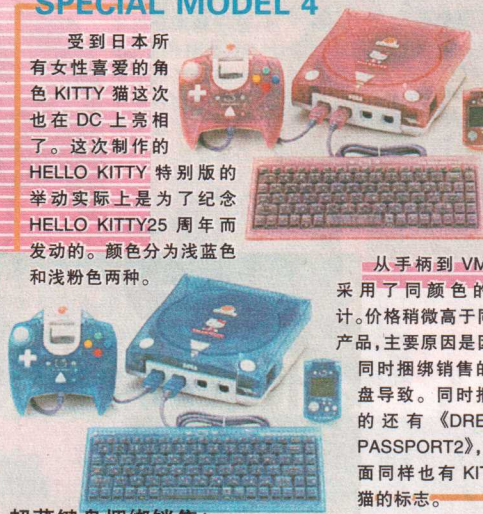 SPECIAL MODEL 4
受到日本所
有女性喜爱的角
色 KITTY 猫这次
也在 DC 上亮相
了。这次制作的
HELLO KITTY 特别版的
举动实际上是为了纪念
HELLO KITTY25 周年而
发动的。颜色分为浅蓝色
和浅粉色两种。
从手柄到 VM
采用了同颜色的
计。价格稍微高于同
产品,主要原因是因
同时捆绑销售的
盘导致。同时捆
的还有《DRE
PASSPORT2》,
面同样也有 KIT
猫的标志。
键盘捆绑销售